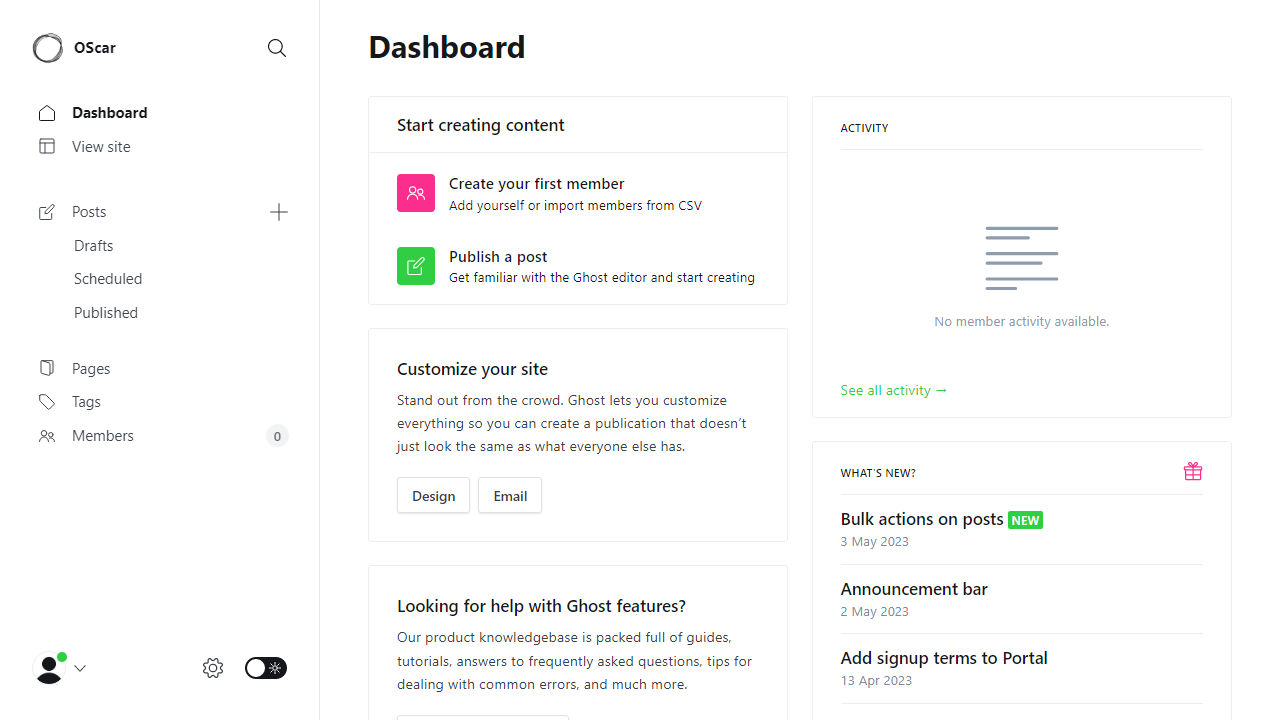 OScar
Dashboard
View site
Posts
Drafts
Scheduled
Published
Pages
Tags
Members
0
Dashboard
Start creating content
Create your first member
Add yourself or import members from CSV
Publish a post
Get familiar with the Ghost editor and start creating
Customize your site
Stand out from the crowd. Ghost lets you customize
everything so you can create a publication that doesn’t
just look the same as what everyone else has.
Design
Email
Looking for help with Ghost features?
Our product knowledgebase is packed full of guides,
tutorials, answers to frequently asked questions, tips for
dealing with common errors, and much more.
ACTIVITY
No member activity available.
See all activity →
WHAT'S NEW?
Bulk actions on posts NEW
3 May 2023
Announcement bar
2 May 2023
Add signup terms to Portal
13 Apr 2023